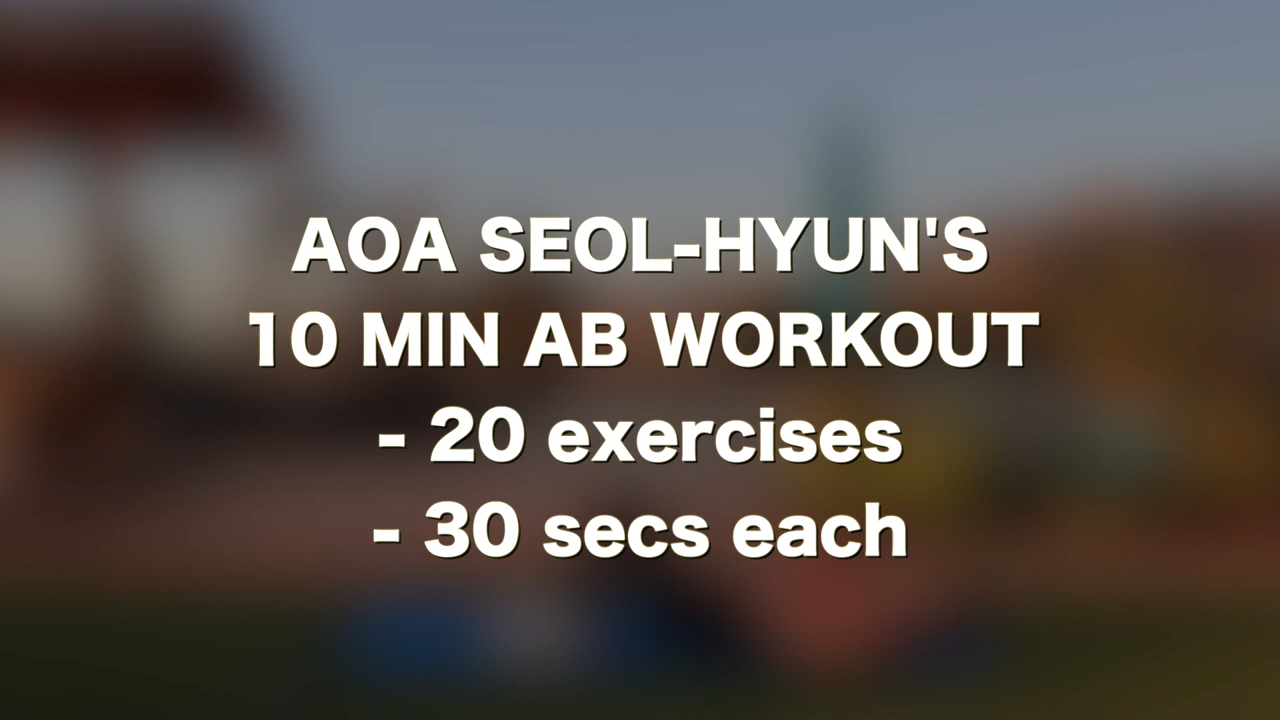 AOA SEOL-HYUN'S
10 MIN AB WORKOUT
- 20 exercises
- 30 secs each